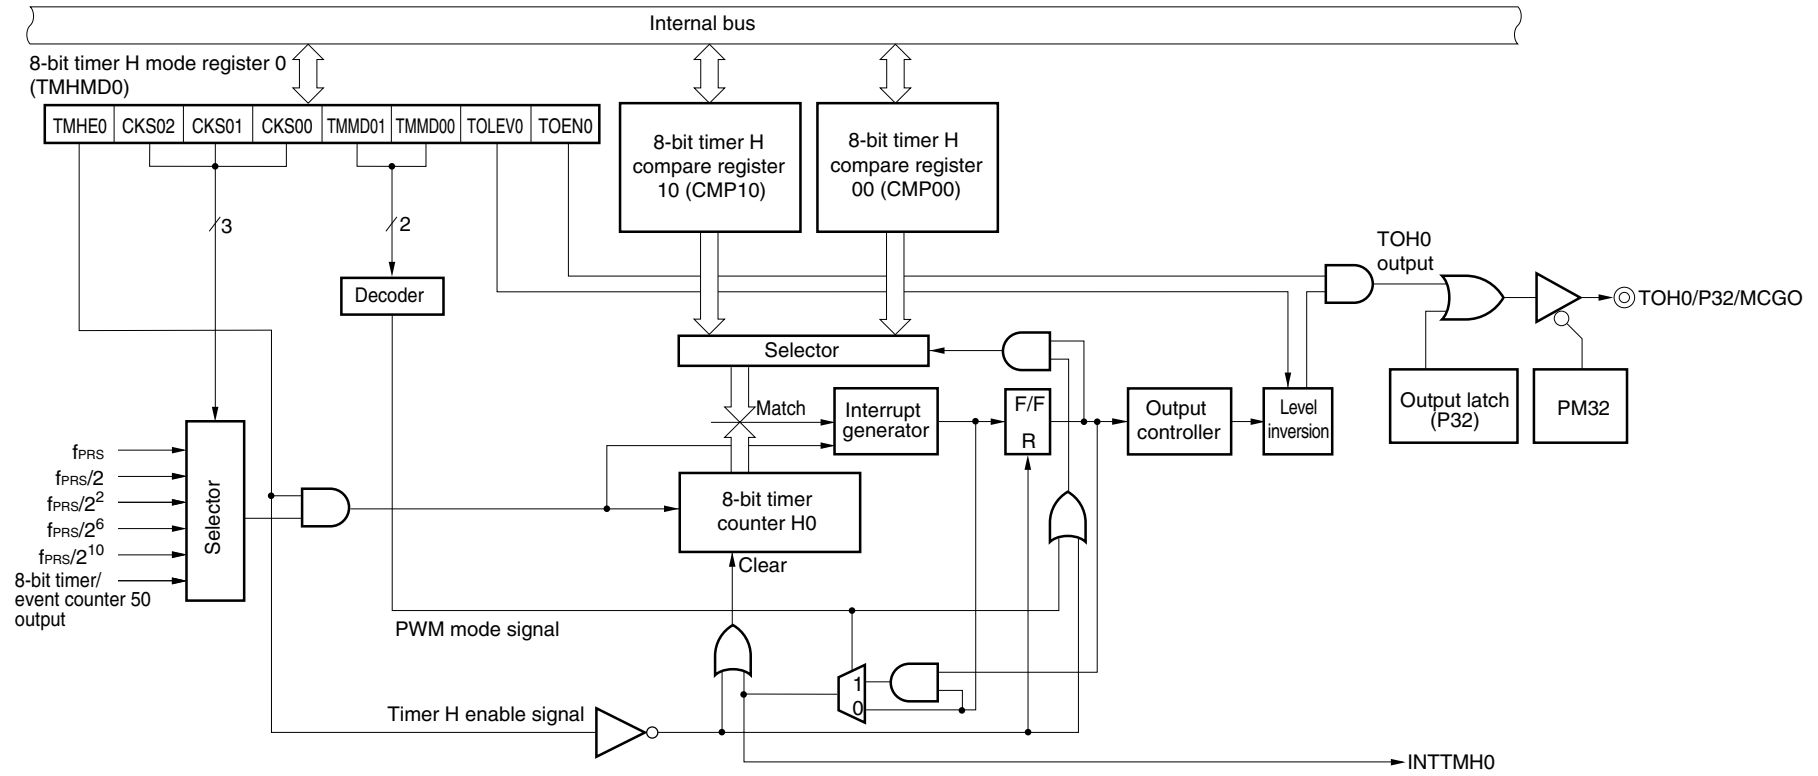 Internal bus
8-bit timer H mode register 0
(TMHMD0)
TMHE0 CKS02 CKS01 CKS00 TMMD01 TMMD00 TOLEV0 TOEN0
8-bit timer H
compare register
10 (CMP10)
8-bit timer H
compare register
00 (CMP00)
3
2
Decoder
TOH0
output
TOH0/P32/MCGO
Selector
Match
Interrupt
generator
F/F
R
Output
controller
Level
inversion
Output latch
(P32)
PM32
fPRS
fPRS/2
fPRS/2²
fPRS/2⁶
fPRS/2¹⁰
8-bit timer/
event counter 50
output
Selector
8-bit timer
counter H0
Clear
PWM mode signal
1
0
Timer H enable signal
INTTMH0